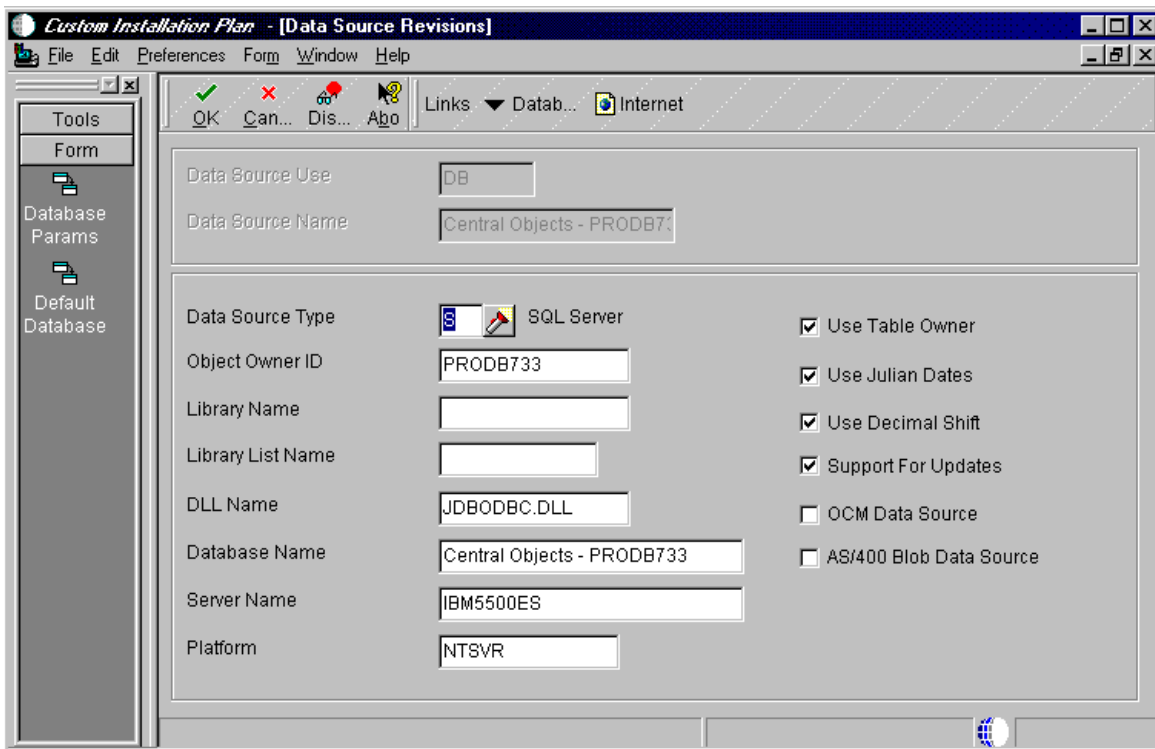 Custom Installation Plan - [Data Source Revisions]
File Edit Preferences Form Window Help
Tools
Form
Database
Params
Default
Database
OK Can... Dis... Abo
Links Datab... Internet
Data Source Use DB
Data Source Name Central Objects - PRODB73
Data Source Type S SQL Server
Object Owner ID PRODB733
Library Name
Library List Name
DLL Name JDBODBC.DLL
Database Name Central Objects - PRODB733
Server Name IBM5500ES
Platform NTSVR
Use Table Owner
Use Julian Dates
Use Decimal Shift
Support For Updates
OCM Data Source
AS/400 Blob Data Source